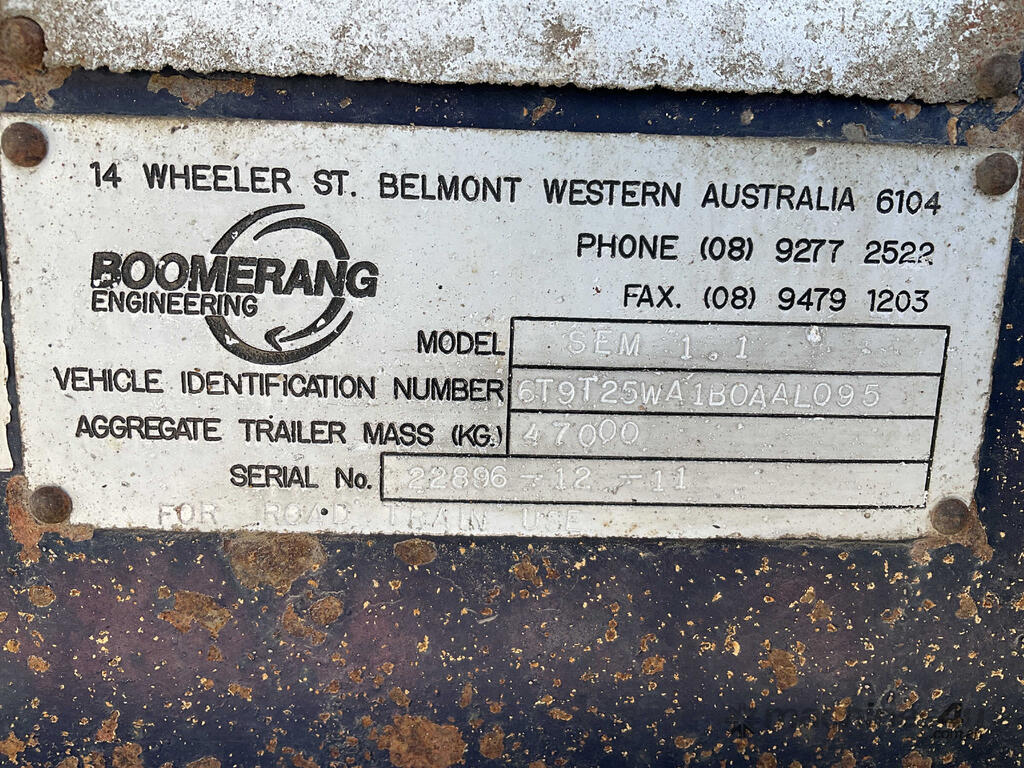 14 WHEELER ST. BELMONT WESTERN AUSTRALIA 6104
BOOMERANG
ENGINEERING
PHONE (08) 9277 2522
FAX. (08) 9479 1203
MODEL SEM 1.1
VEHICLE IDENTIFICATION NUMBER 6T9T25WA1B0AAL095
AGGREGATE TRAILER MASS (KG.) 47000
SERIAL No. 22896-12-11
FOR ROAD TRAIN USE